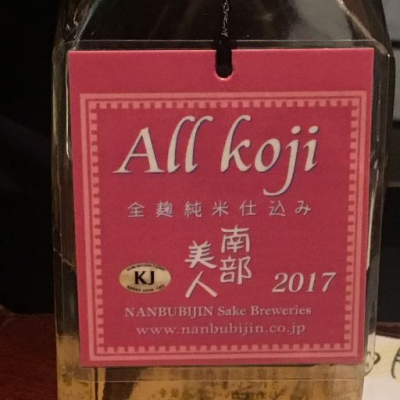 All koji
全麹純米仕込み
南部
美人
KJ
2017
NANBUBIJIN Sake Breweries
www.nanbubijin.co.jp